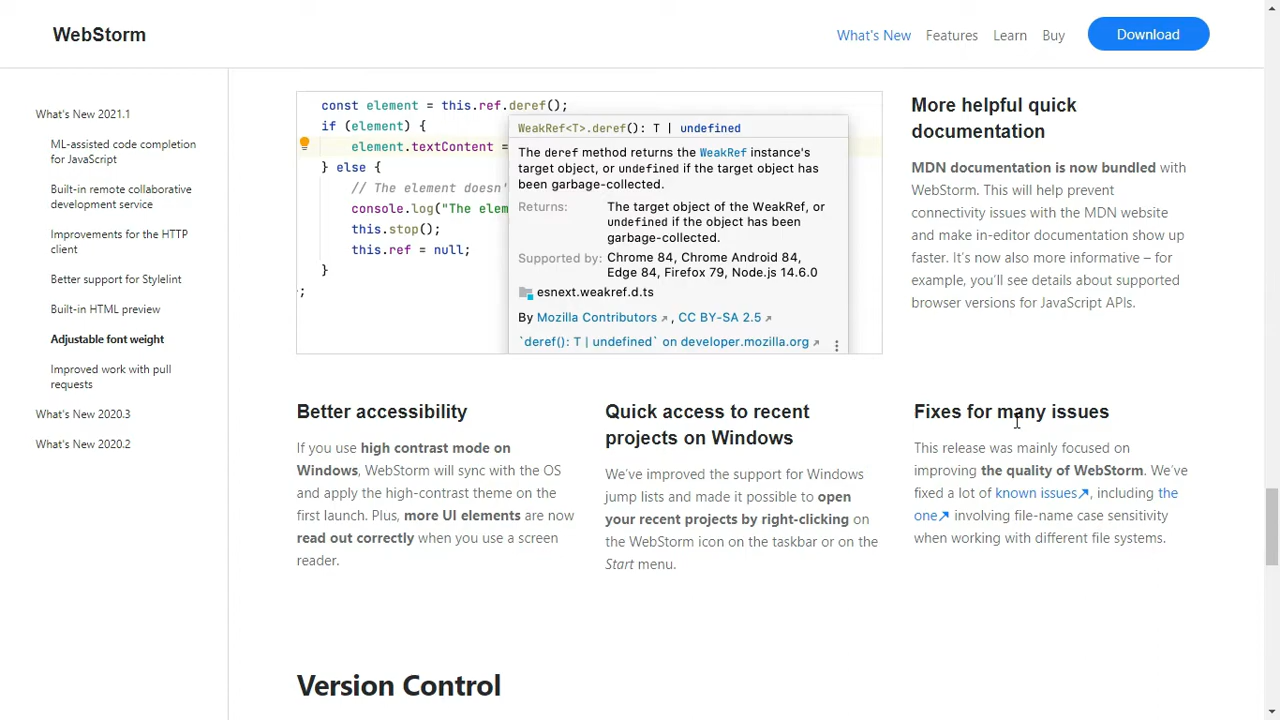 WebStorm
What's New
Features
Learn
Buy
Download
What's New 2021.1
ML-assisted code completion
for JavaScript
Built-in remote collaborative
development service
Improvements for the HTTP
client
Better support for Stylelint
Built-in HTML preview
Adjustable font weight
Improved work with pull
requests
What's New 2020.3
What's New 2020.2
const element = this.ref.deref();
if (element) {
element.textContent =
} else {
// The element doesn'
console.log("The elem
this.stop();
this.ref = null;
}
};
WeakRef<T>.deref(): T | undefined
The deref method returns the WeakRef instance's
target object, or undefined if the target object has
been garbage-collected.
Returns: The target object of the WeakRef, or
undefined if the object has been
garbage-collected.
Supported by: Chrome 84, Chrome Android 84,
Edge 84, Firefox 79, Node.js 14.6.0
esnext.weakref.d.ts
By Mozilla Contributors ↗, CC BY-SA 2.5 ↗
`deref(): T | undefined` on developer.mozilla.org ↗
More helpful quick
documentation
MDN documentation is now bundled with
WebStorm. This will help prevent
connectivity issues with the MDN website
and make in-editor documentation show up
faster. It's now also more informative – for
example, you'll see details about supported
browser versions for JavaScript APIs.
Better accessibility
If you use high contrast mode on
Windows, WebStorm will sync with the OS
and apply the high-contrast theme on the
first launch. Plus, more UI elements are now
read out correctly when you use a screen
reader.
Quick access to recent
projects on Windows
We've improved the support for Windows
jump lists and made it possible to open
your recent projects by right-clicking on
the WebStorm icon on the taskbar or on the
Start menu.
Fixes for many issues
This release was mainly focused on
improving the quality of WebStorm. We've
fixed a lot of known issues↗, including the
one↗ involving file-name case sensitivity
when working with different file systems.
Version Control